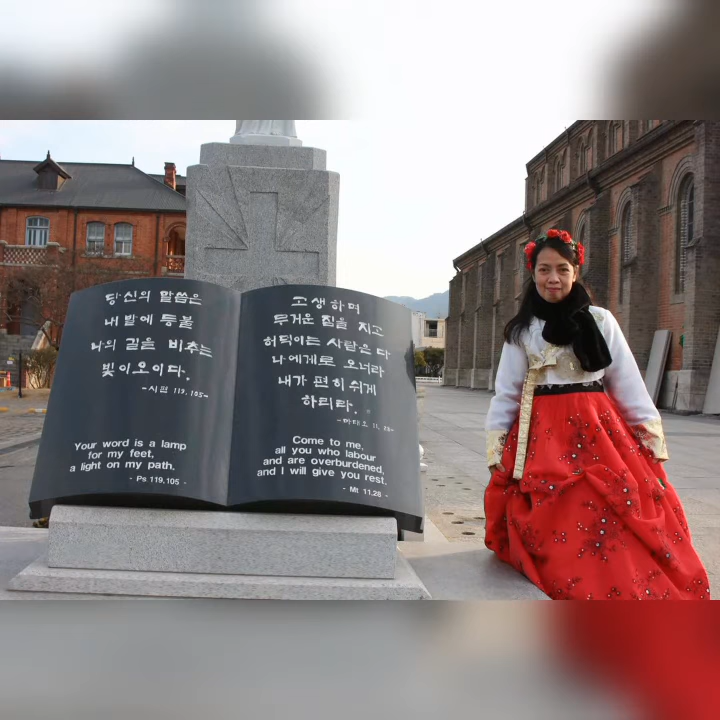 당신의 말씀은
내 발에 등불
나의 길을 비추는
빛이오이다.
-시편 119, 105-
Your word is a lamp
for my feet,
a light on my path.
- Ps 119,105 -
고생하며
무거운 짐을 지고
허덕이는 사람은 다
나에게로 오너라
내가 편히 쉬게
하리라.
-마태오 11, 28-
Come to me,
all you who labour
and are overburdened,
and I will give you rest.
- Mt 11.28 -